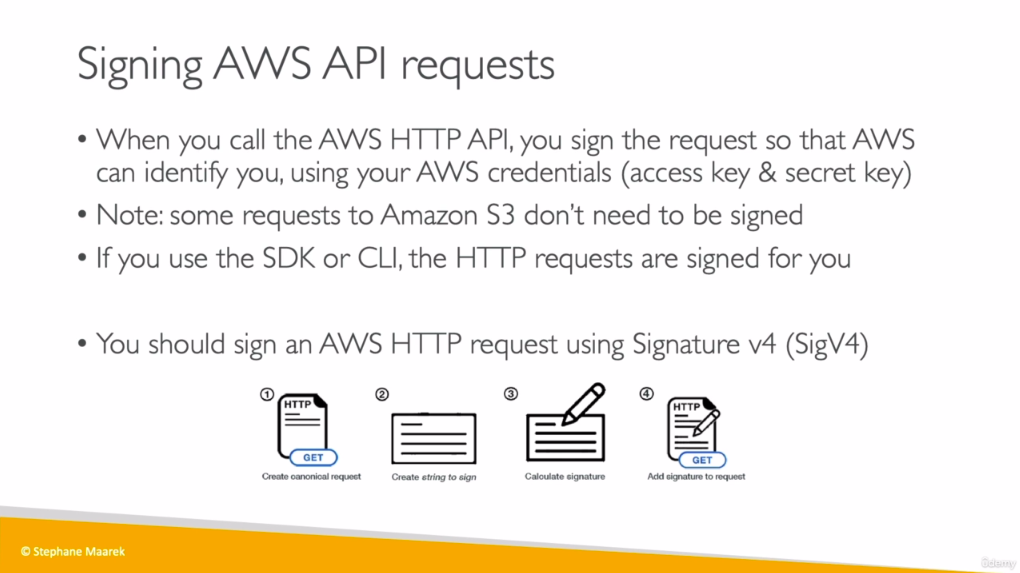 Signing AWS API requests
• When you call the AWS HTTP API, you sign the request so that AWS
can identify you, using your AWS credentials (access key & secret key)
• Note: some requests to Amazon S3 don't need to be signed
• If you use the SDK or CLI, the HTTP requests are signed for you
• You should sign an AWS HTTP request using Signature v4 (SigV4)
1 2 3 4
HTTP HTTP
GET GET
Create canonical request Create string to sign Calculate signature Add signature to request
© Stephane Maarek
ûdemy